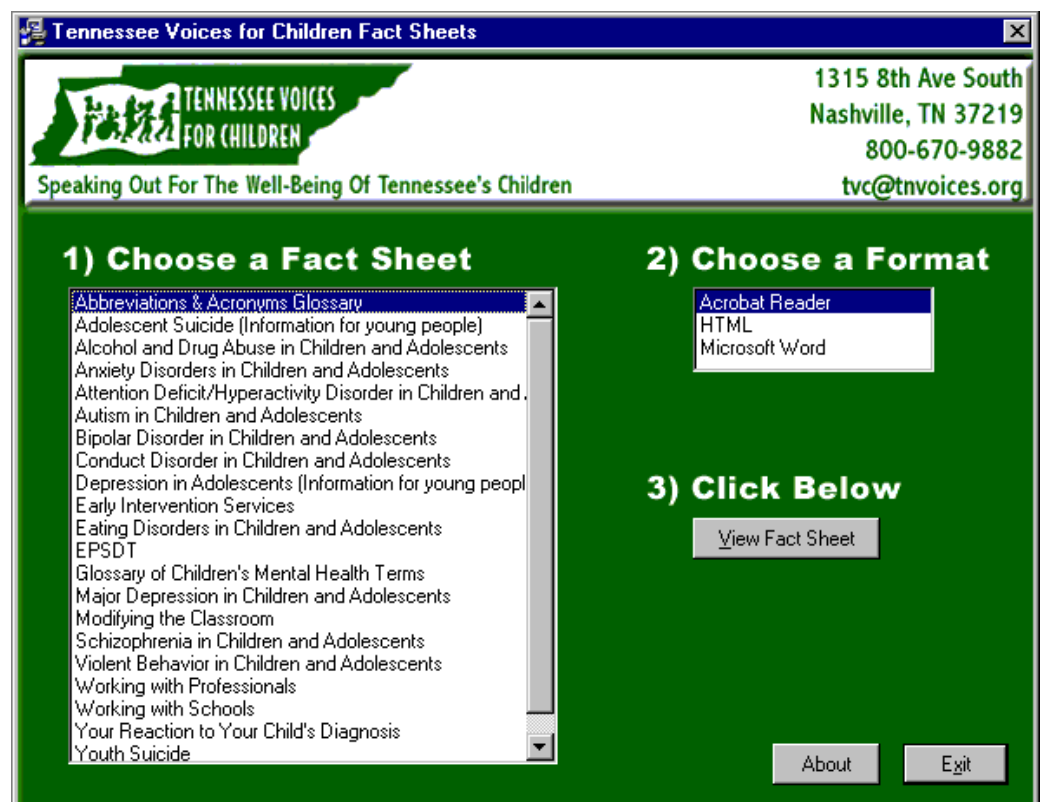 Tennessee Voices for Children Fact Sheets
TENNESSEE VOICES
FOR CHILDREN
Speaking Out For The Well-Being Of Tennessee's Children
1315 8th Ave South
Nashville, TN 37219
800-670-9882
tvc@tnvoices.org
1) Choose a Fact Sheet
Abbreviations & Acronyms Glossary
Adolescent Suicide (Information for young people)
Alcohol and Drug Abuse in Children and Adolescents
Anxiety Disorders in Children and Adolescents
Attention Deficit/Hyperactivity Disorder in Children and
Autism in Children and Adolescents
Bipolar Disorder in Children and Adolescents
Conduct Disorder in Children and Adolescents
Depression in Adolescents (Information for young peopl
Early Intervention Services
Eating Disorders in Children and Adolescents
EPSDT
Glossary of Children's Mental Health Terms
Major Depression in Children and Adolescents
Modifying the Classroom
Schizophrenia in Children and Adolescents
Violent Behavior in Children and Adolescents
Working with Professionals
Working with Schools
Your Reaction to Your Child's Diagnosis
Youth Suicide
2) Choose a Format
Acrobat Reader
HTML
Microsoft Word
3) Click Below
View Fact Sheet
About
Exit